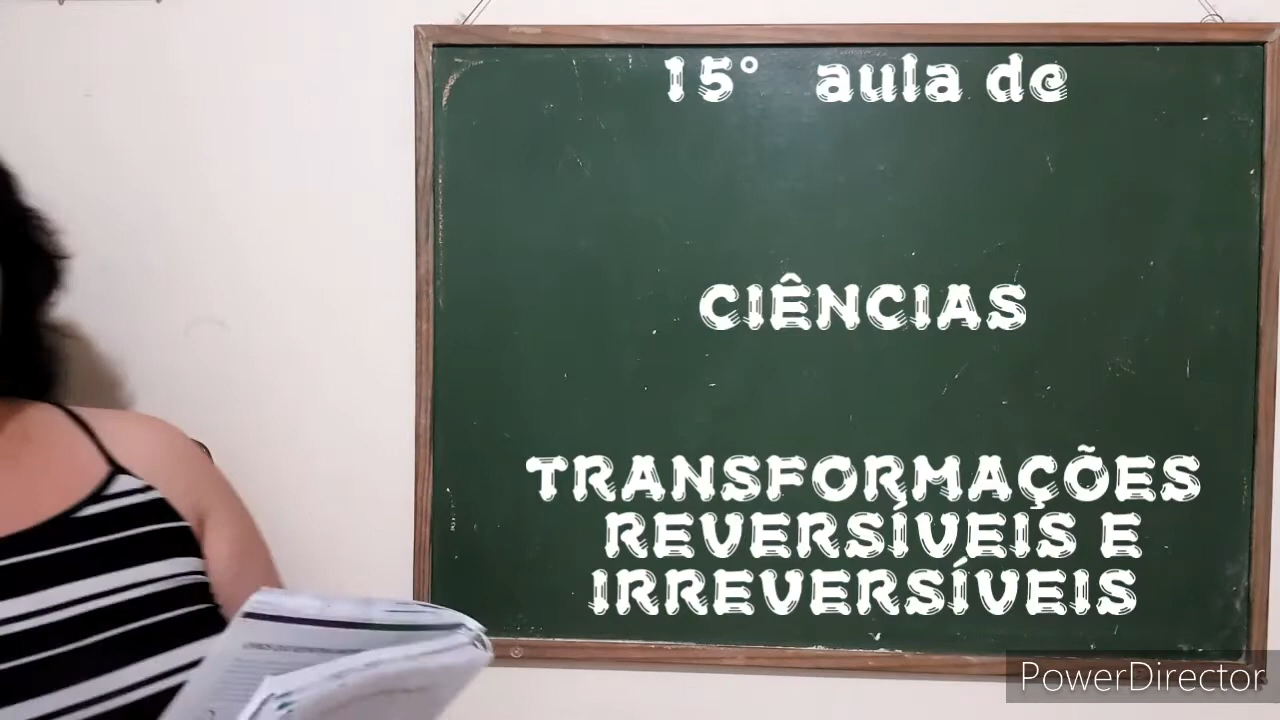 15° aula de
CIÊNCIAS
TRANSFORMAÇÕES
REVERSÍVEIS E
IRREVERSÍVEIS
PowerDirector